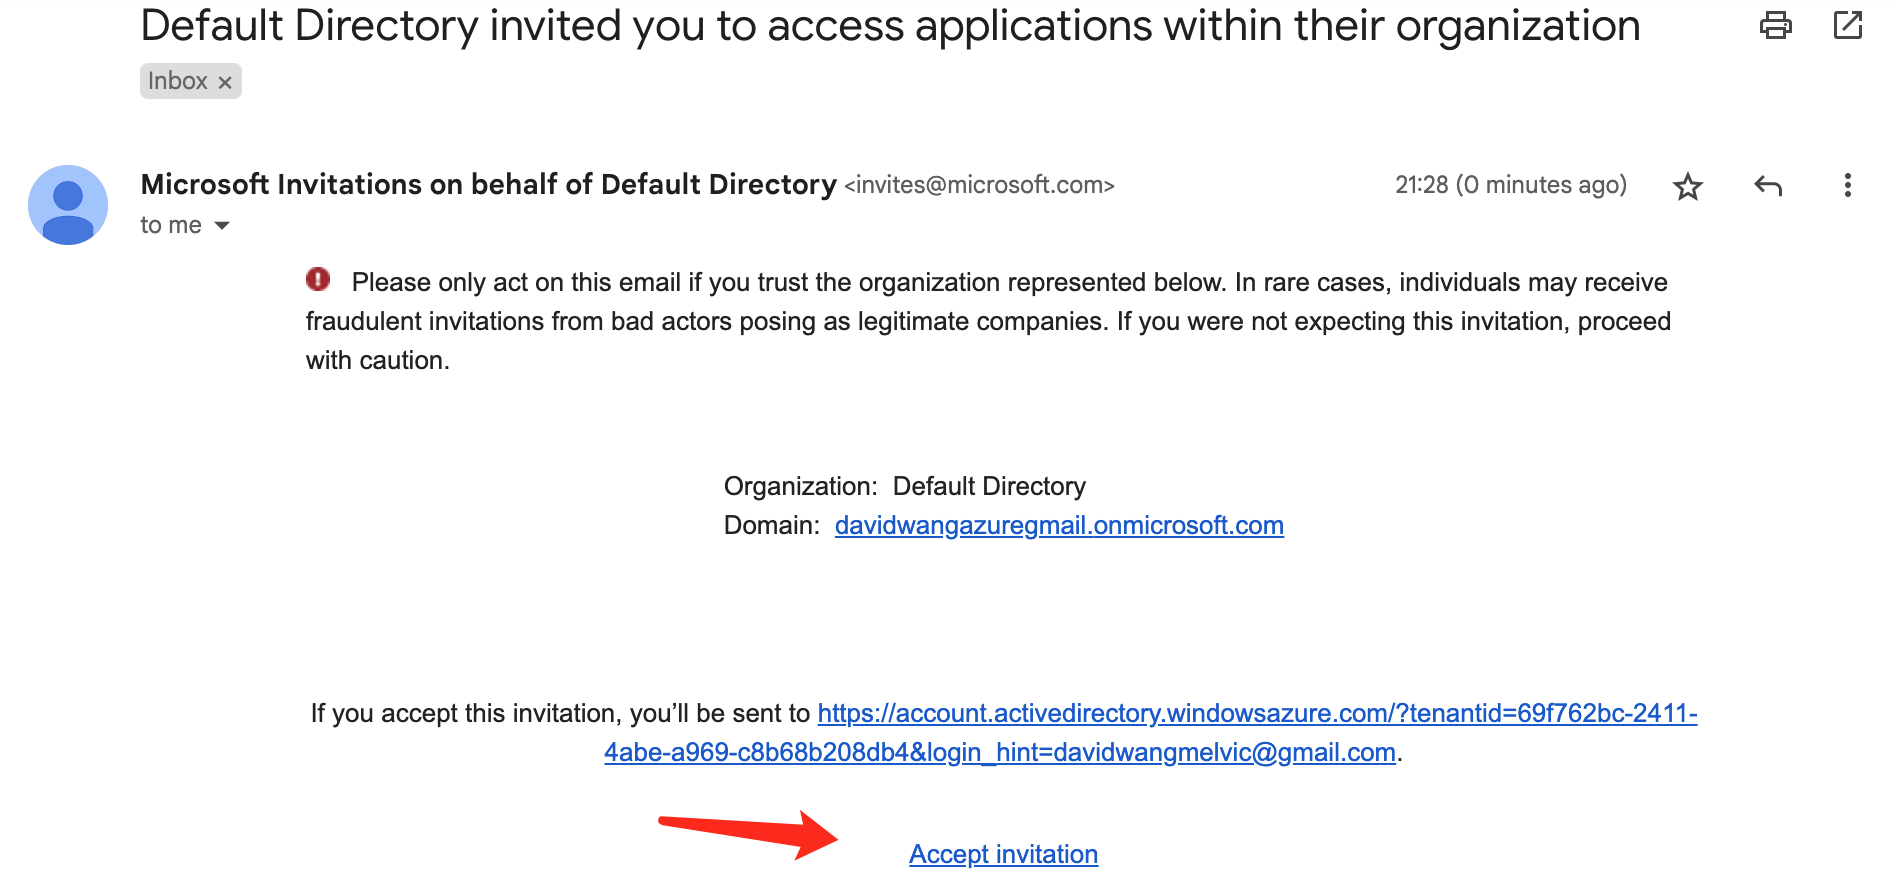 Default Directory invited you to access applications within their organization
Inbox ×
Microsoft Invitations on behalf of Default Directory <invites@microsoft.com> 21:28 (0 minutes ago)
to me
Please only act on this email if you trust the organization represented below. In rare cases, individuals may receive
fraudulent invitations from bad actors posing as legitimate companies. If you were not expecting this invitation, proceed
with caution.
Organization: Default Directory
Domain: davidwangazuregmail.onmicrosoft.com
If you accept this invitation, you’ll be sent to https://account.activedirectory.windowsazure.com/?tenantid=69f762bc-2411-
4abe-a969-c8b68b208db4&login_hint=davidwangmelvic@gmail.com.
Accept invitation